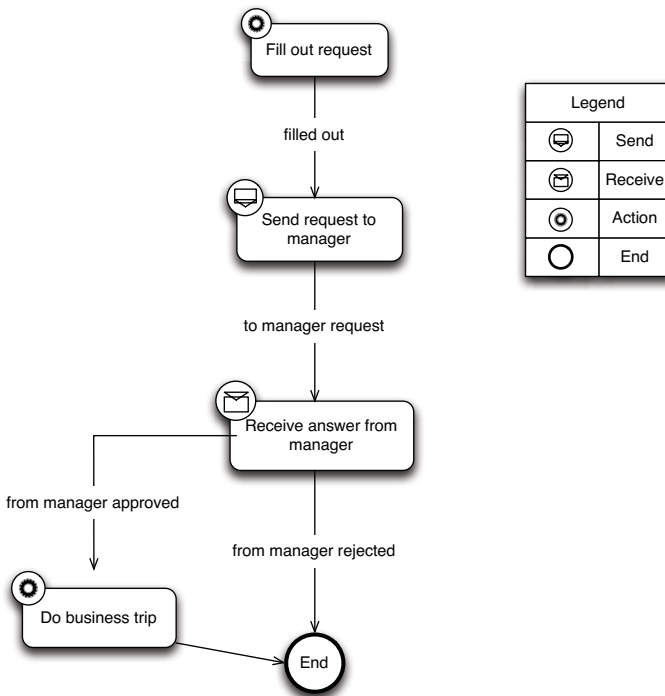 Fill out request
filled out
Send request to
manager
to manager request
Receive answer from
manager
from manager approved
from manager rejected
Do business trip
End
Legend
Send
Receive
Action
End